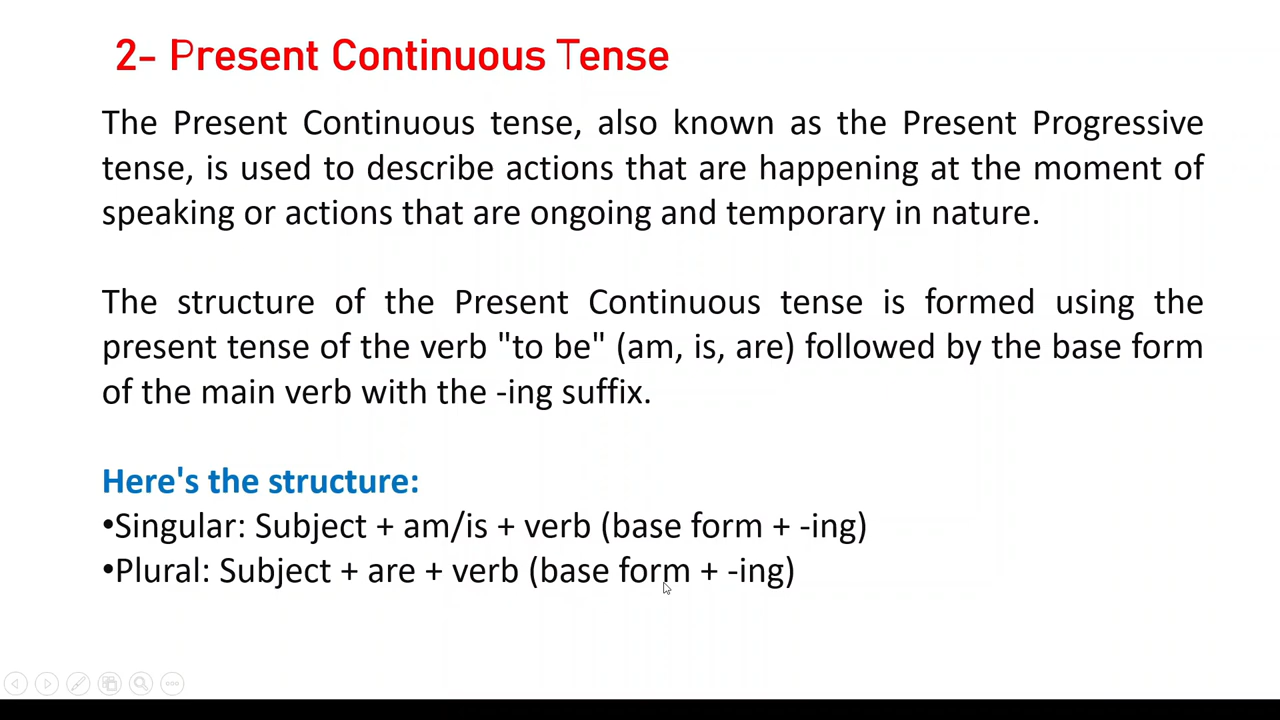 2- Present Continuous Tense
The Present Continuous tense, also known as the Present Progressive
tense, is used to describe actions that are happening at the moment of
speaking or actions that are ongoing and temporary in nature.
The structure of the Present Continuous tense is formed using the
present tense of the verb "to be" (am, is, are) followed by the base form
of the main verb with the -ing suffix.
Here's the structure:
•Singular: Subject + am/is + verb (base form + -ing)
•Plural: Subject + are + verb (base form + -ing)